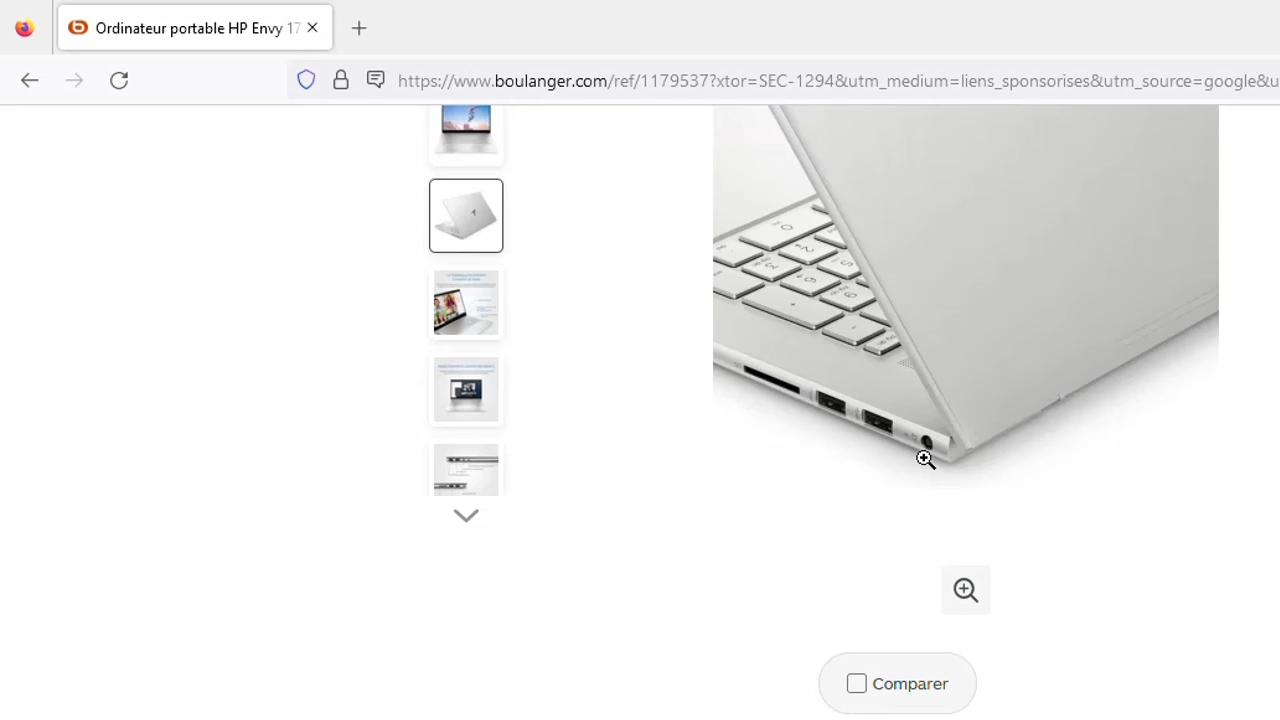 Ordinateur portable HP Envy 17
https://www.boulanger.com/ref/1179537?xtor=SEC-1294&utm_medium=liens_sponsorises&utm_source=google&u
Comparer